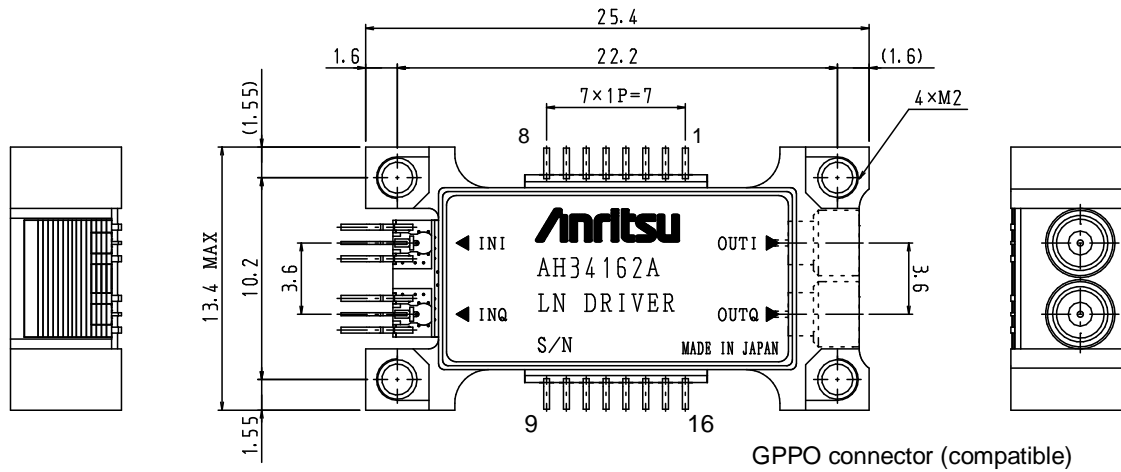 25.4
1.6
22.2
(1.6)
7×1P=7
4×M2
(1.55)
8
1
13.4 MAX
10.2
3.6
INI
Anritsu
OUTI
AH34162A
LN DRIVER
INQ
OUTQ
S/N
MADE IN JAPAN
3.6
1.55
9
16
GPPO connector (compatible)